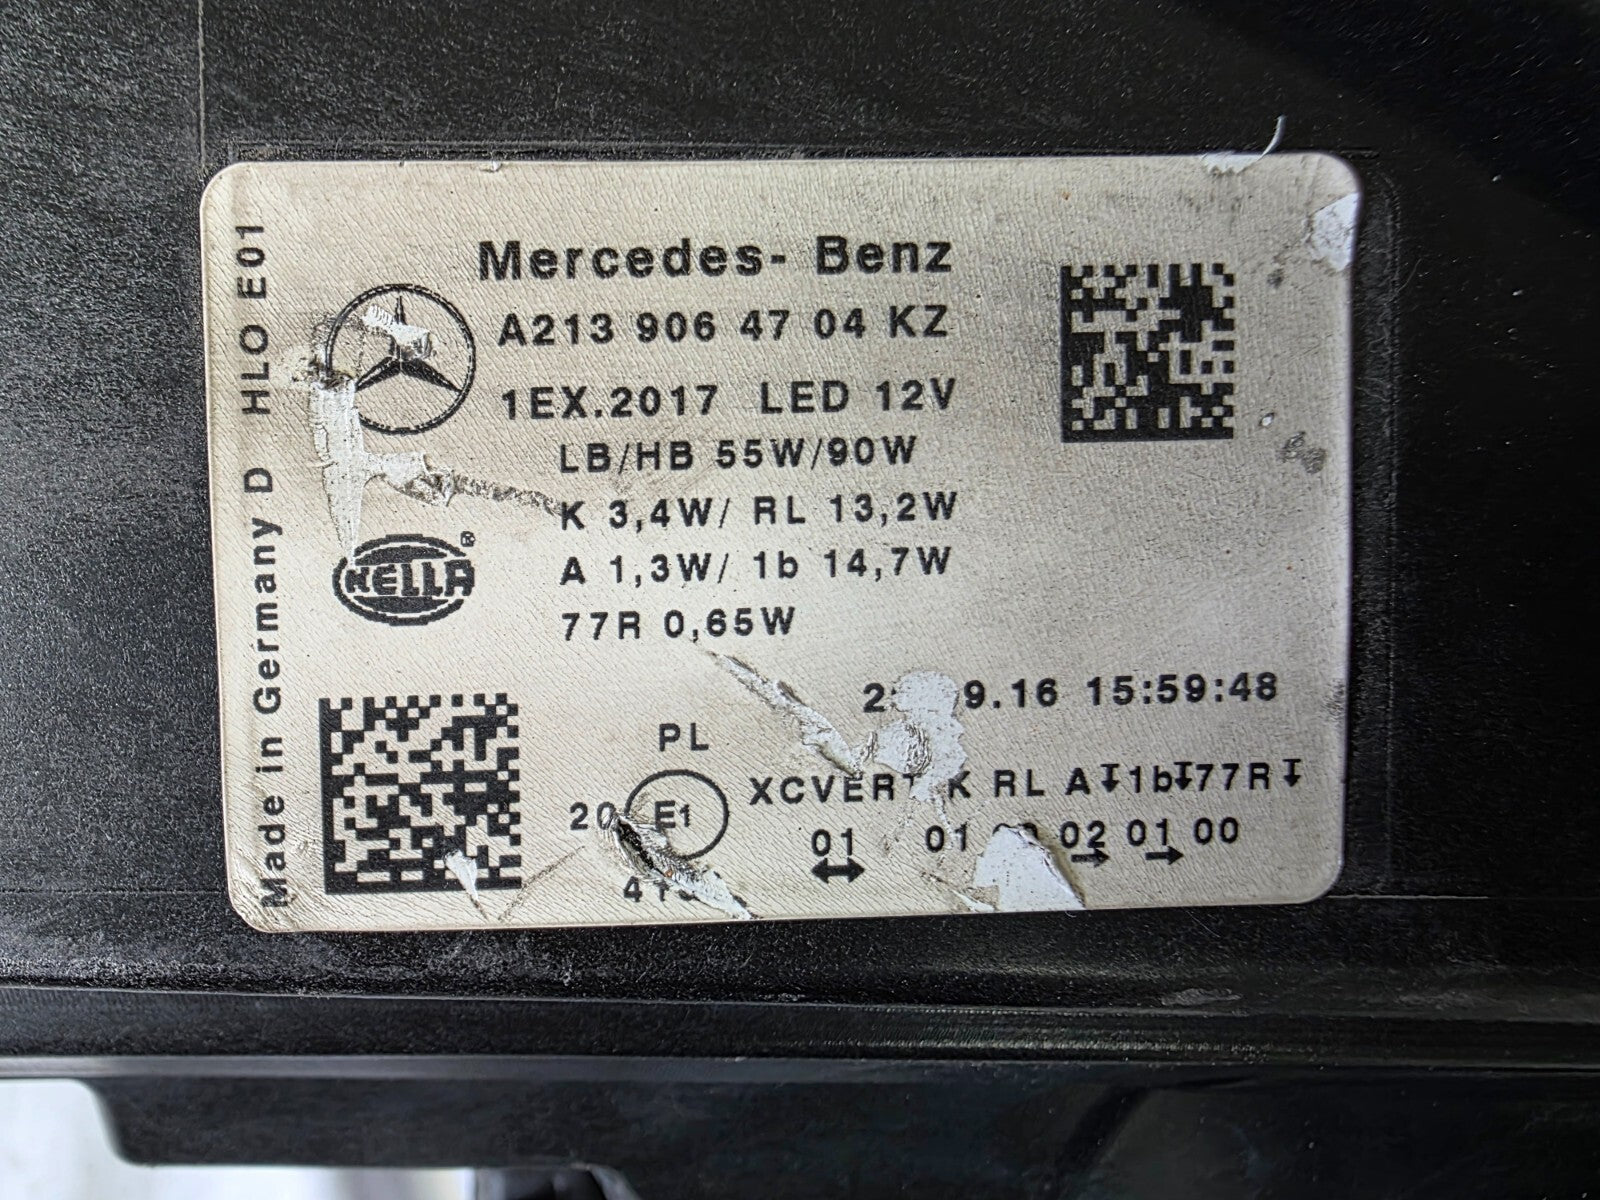 Made in Germany D HLO E01
Mercedes- Benz
A213 906 47 04 KZ
1EX.2017 LED 12V
LB/HB 55W/90W
K 3,4W/ RL 13,2W
HELLA®
A 1,3W/ 1b 14,7W
77R 0,65W
9.16 15:59:48
PL
K RL A↧1b↧77R↧
E1
01 01 02 01 00
↔ → →